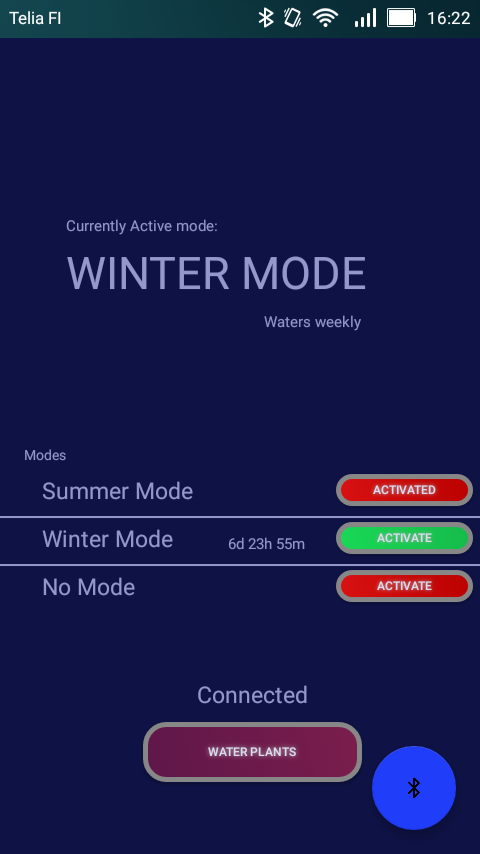 Telia FI 16:22
Currently Active mode:
WINTER MODE
Waters weekly
Modes
Summer Mode ACTIVATED
Winter Mode 6d 23h 55m ACTIVATE
No Mode ACTIVATE
Connected
WATER PLANTS